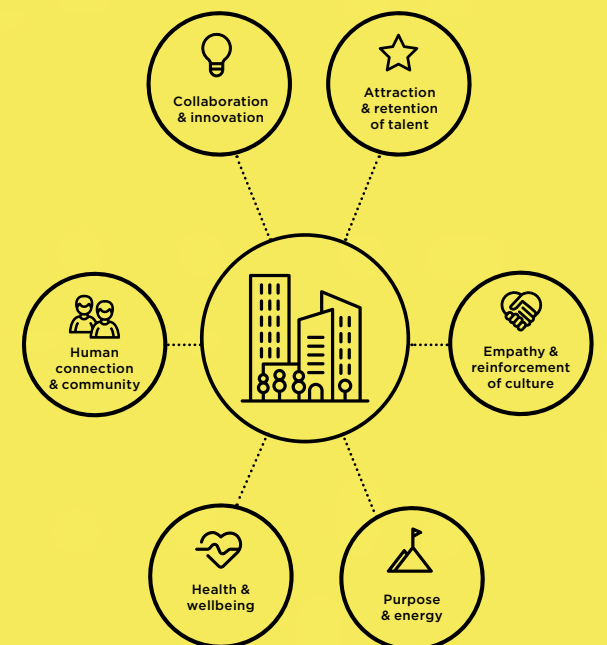 Collaboration
& innovation
Attraction
& retention
of talent
Human
connection
& community
Empathy &
reinforcement
of culture
Health &
wellbeing
Purpose
& energy